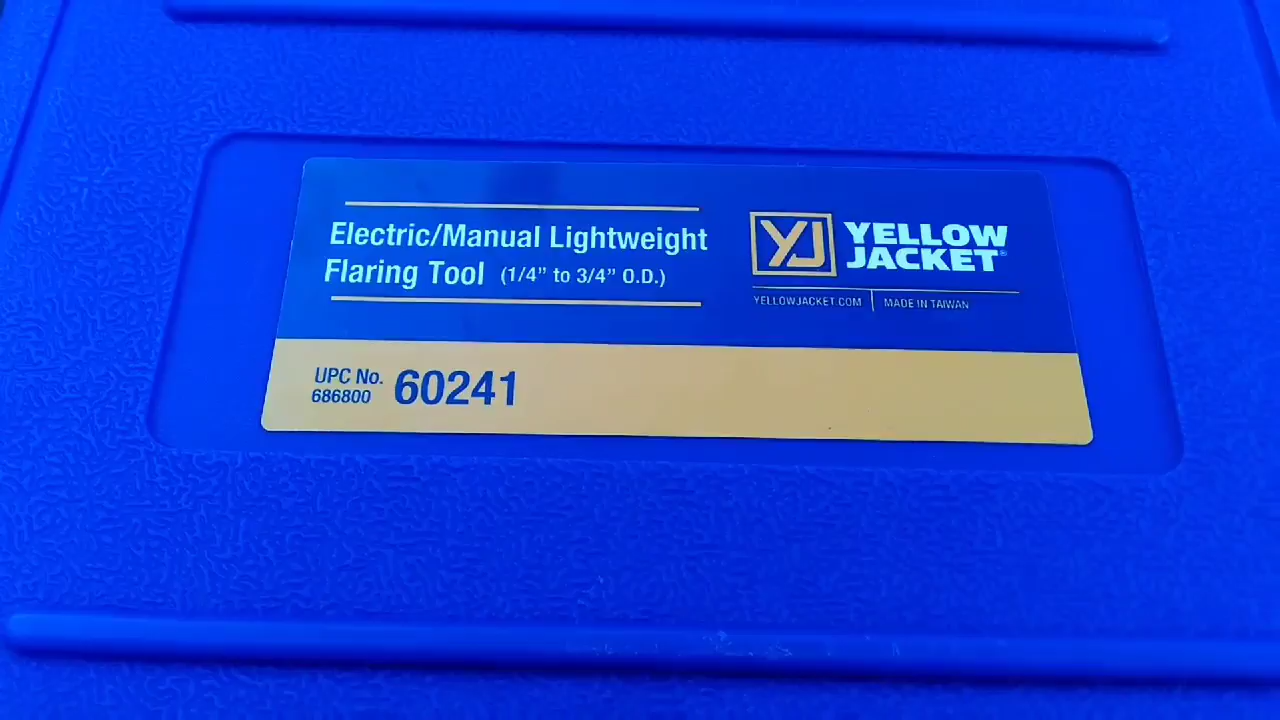 Electric/Manual Lightweight
Flaring Tool (1/4” to 3/4” O.D.)
YJ YELLOW
JACKET®
YELLOWJACKET.COM | MADE IN TAIWAN
UPC No.
686800 60241